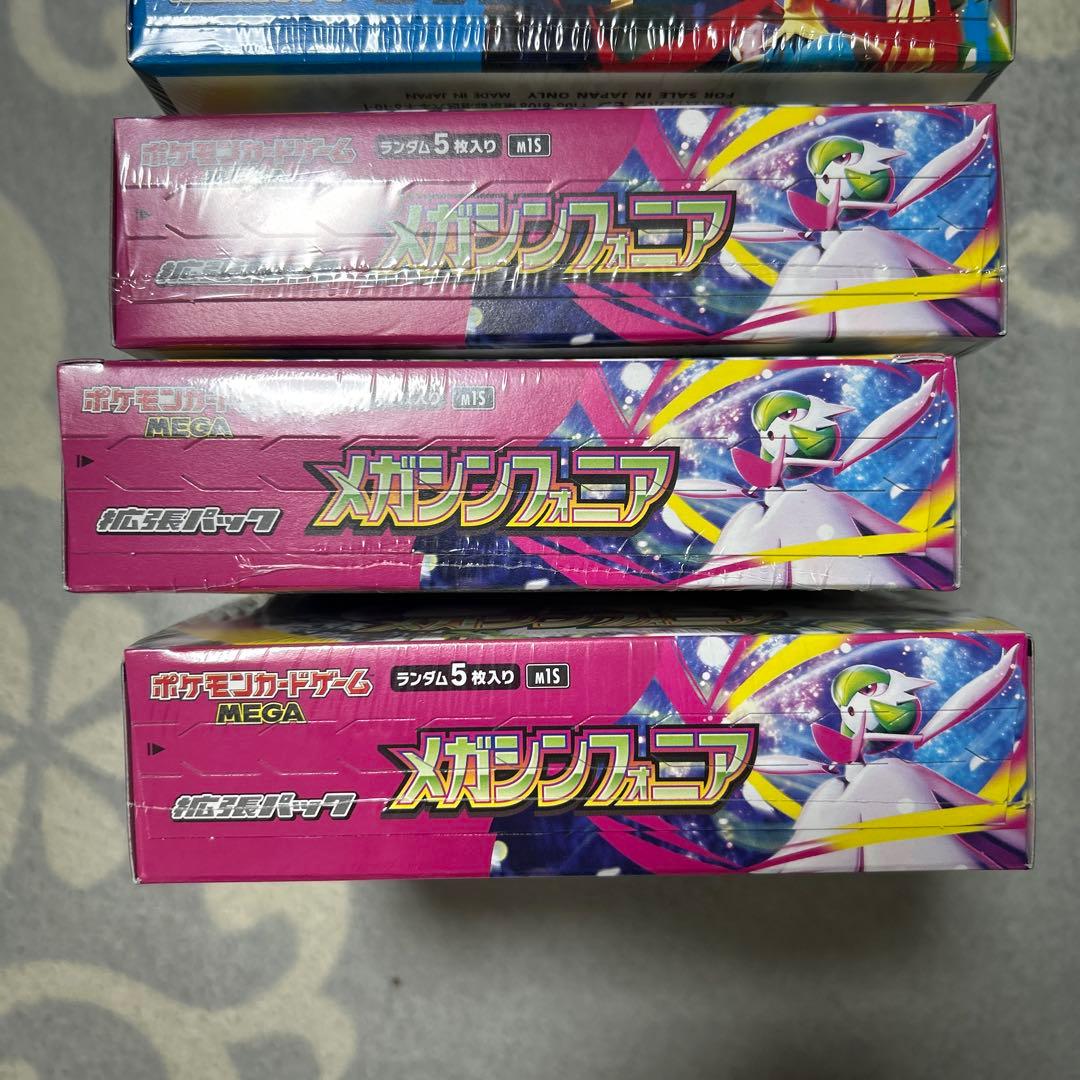 FOR SALE IN JAPAN ONLY MADE IN JAPAN
ポケモンカードゲーム
ランダム5枚入り M1S
メガシンフォニア
ポケモンカード
M1S
MEGA
メガシンフォニア
拡張パック
ポケモンカードゲーム
MEGA
ランダム5枚入り M1S
メガシンフォニア
拡張パック